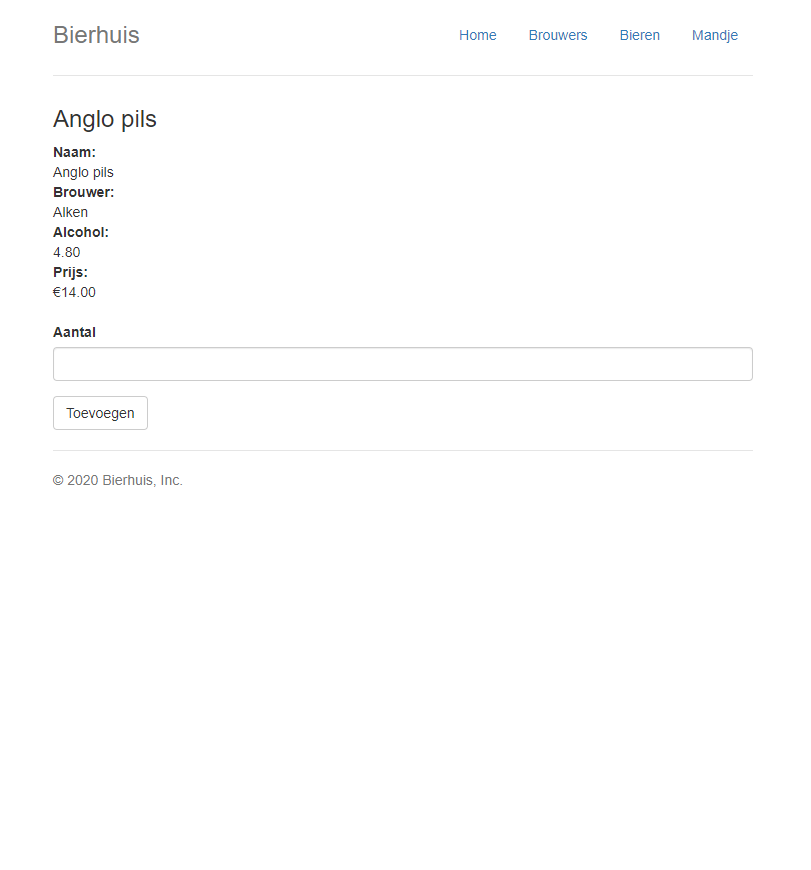 Bierhuis
Home Brouwers Bieren Mandje
Anglo pils
Naam:
Anglo pils
Brouwer:
Alken
Alcohol:
4.80
Prijs:
€14.00
Aantal
Toevoegen
© 2020 Bierhuis, Inc.